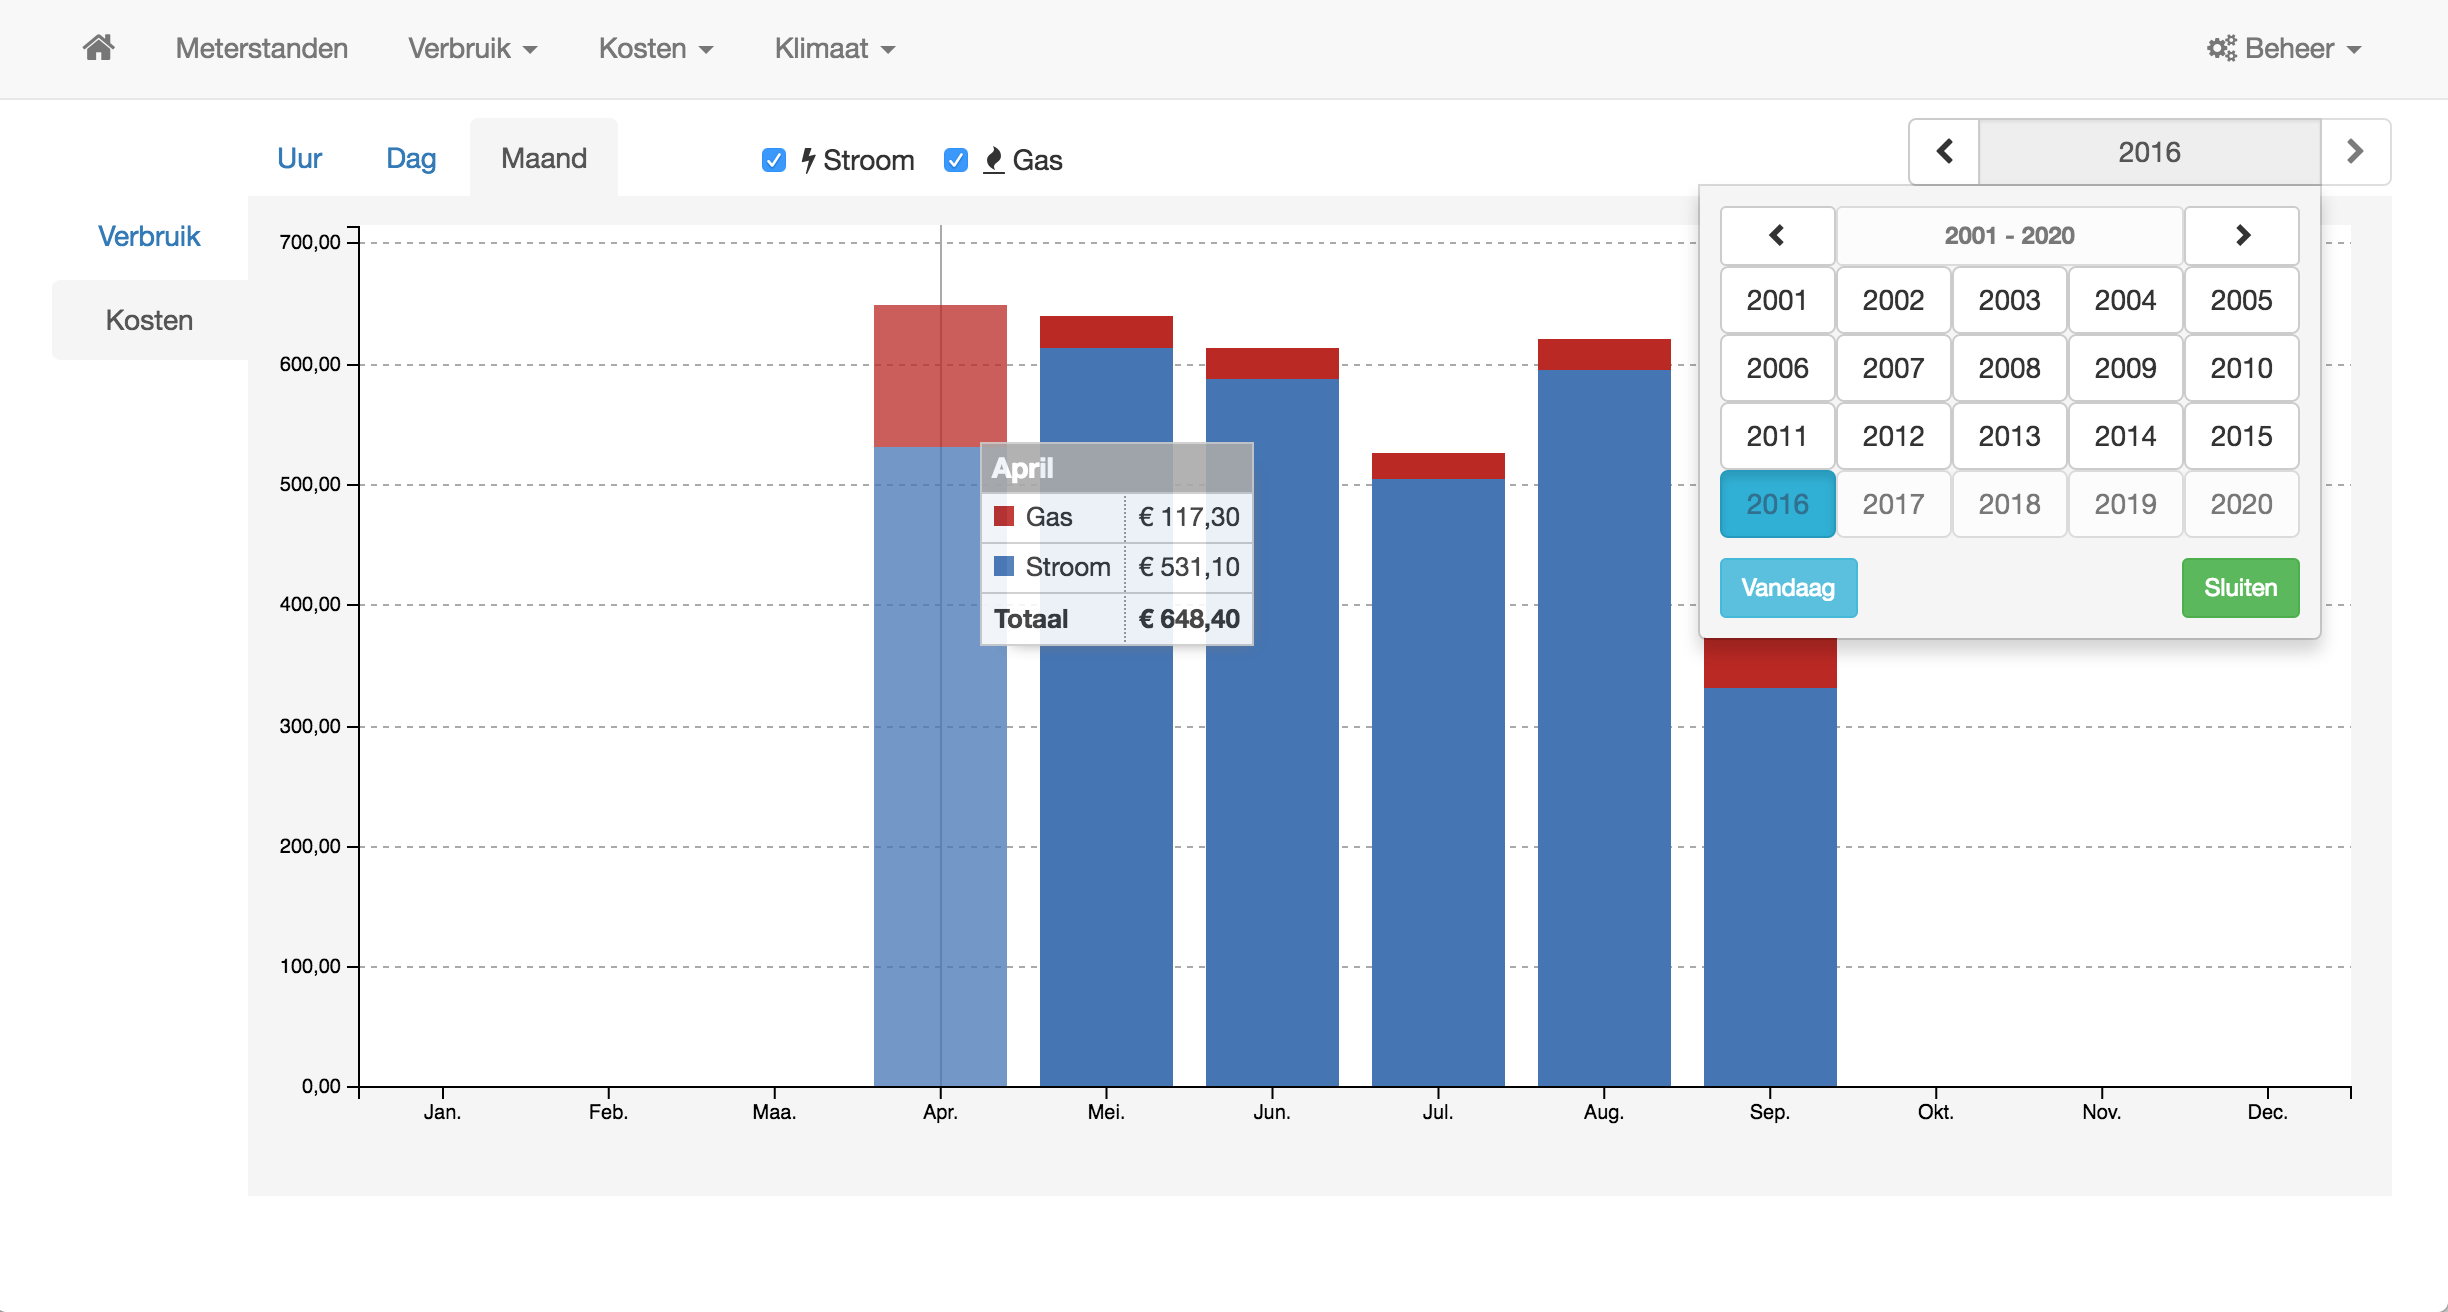 Meterstanden Verbruik Kosten Klimaat Beheer
Uur Dag Maand Stroom Gas 2016
Verbruik
Kosten
2001 - 2020
2001 2002 2003 2004 2005
2006 2007 2008 2009 2010
2011 2012 2013 2014 2015
2016 2017 2018 2019 2020
Vandaag Sluiten
700,00
600,00
500,00
400,00
300,00
200,00
100,00
0,00
April
Gas € 117,30
Stroom € 531,10
Totaal € 648,40
Jan. Feb. Maa. Apr. Mei. Jun. Jul. Aug. Sep. Okt. Nov. Dec.